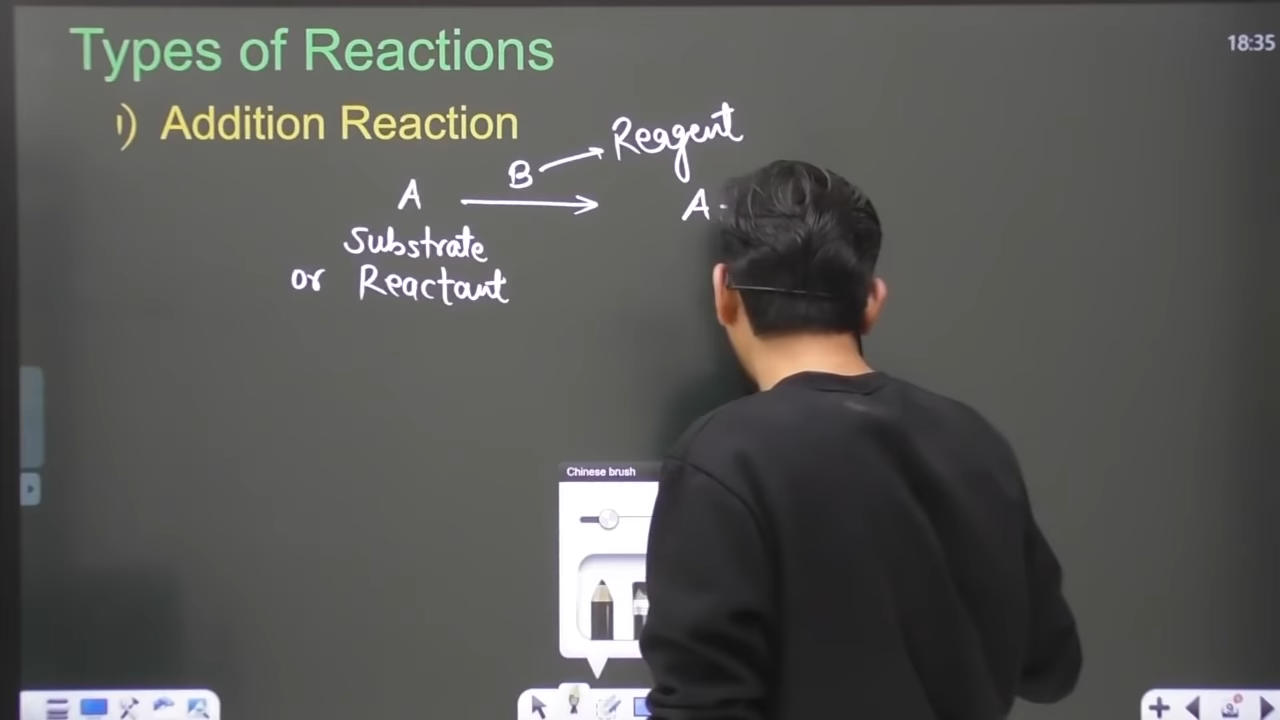 Types of Reactions
18:35
1) Addition Reaction
B → Reagent
A ⟶ A -
Substrate
or Reactant
Chinese brush